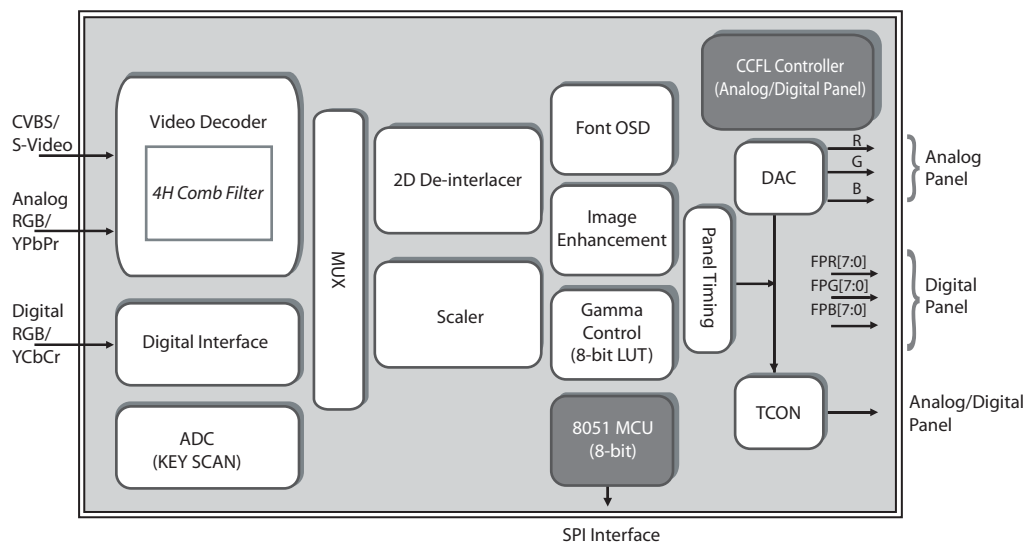 CVBS/
S-Video
Analog
RGB/
YPbPr
Digital
RGB/
YCbCr
Video Decoder
4H Comb Filter
Digital Interface
ADC
(KEY SCAN)
MUX
2D De-interlacer
Scaler
Font OSD
Image
Enhancement
Gamma
Control
(8-bit LUT)
8051 MCU
(8-bit)
SPI Interface
Panel Timing
CCFL Controller
(Analog/Digital Panel)
DAC
R
G
B
Analog
Panel
FPR[7:0]
FPG[7:0]
FPB[7:0]
Digital
Panel
TCON
Analog/Digital
Panel